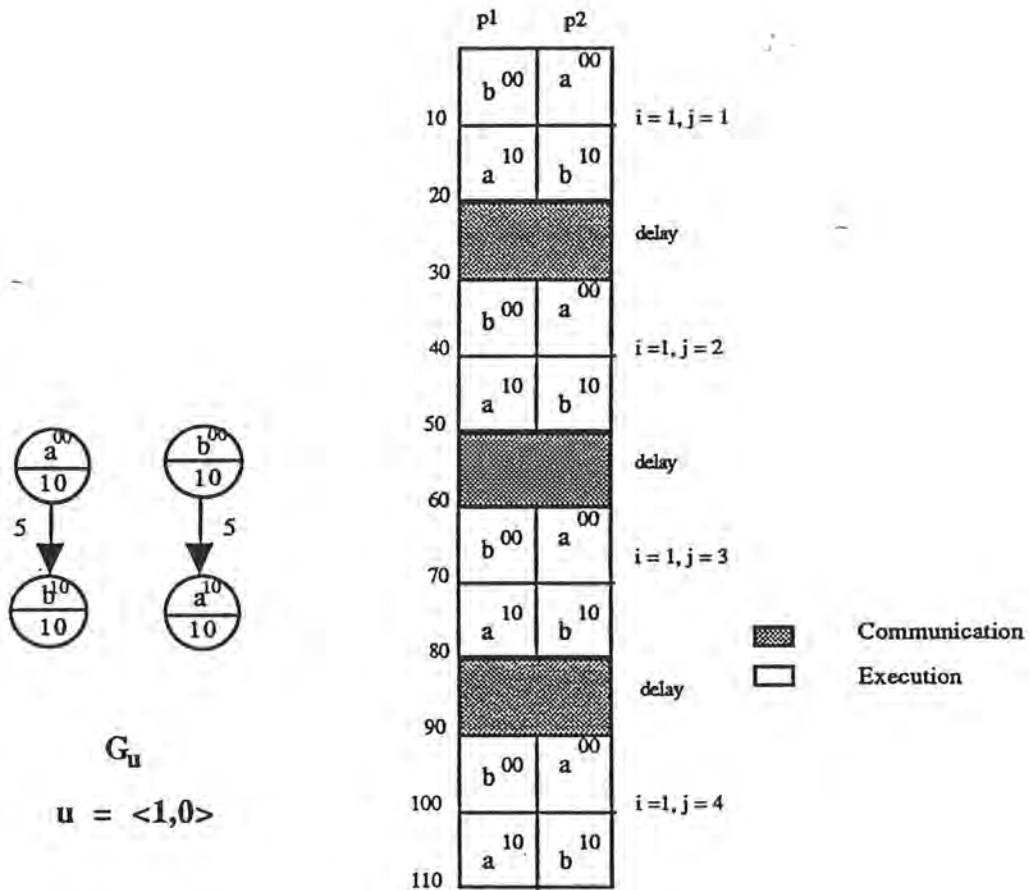 p1 p2
b 00 a 00
10 i = 1, j = 1
a 10 b 10
20
delay
30
b 00 a 00
40 i =1, j = 2
a 10 b 10
50
delay
60
b 00 a 00
70 i = 1, j = 3
a 10 b 10
80
delay
90
b 00 a 00
100 i =1, j = 4
a 10 b 10
110
a 00 b 00
10 10
5 5
b 10 a 10
10 10
Gu
u = <1,0>
Communication
Execution